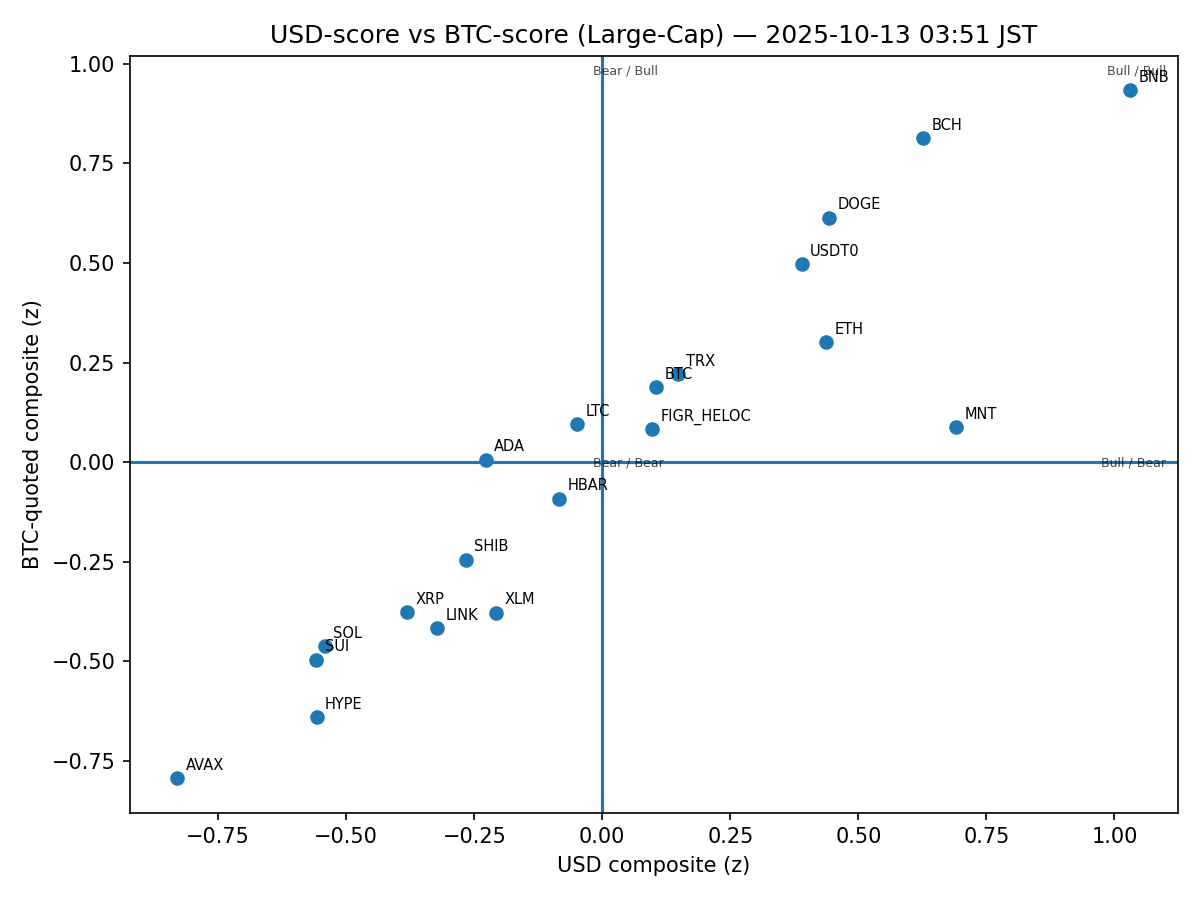 USD-score vs BTC-score (Large-Cap) — 2025-10-13 03:51 JST
Bear / Bull
Bull / Bull
BNB
BCH
DOGE
USDT0
ETH
TRX
BTC
LTC
FIGR_HELOC
MNT
ADA
Bear / Bear
Bull / Bear
HBAR
SHIB
XRP
XLM
LINK
SOL
SUI
HYPE
AVAX
1.00
0.75
0.50
0.25
0.00
−0.25
−0.50
−0.75
BTC-quoted composite (z)
−0.75
−0.50
−0.25
0.00
0.25
0.50
0.75
1.00
USD composite (z)